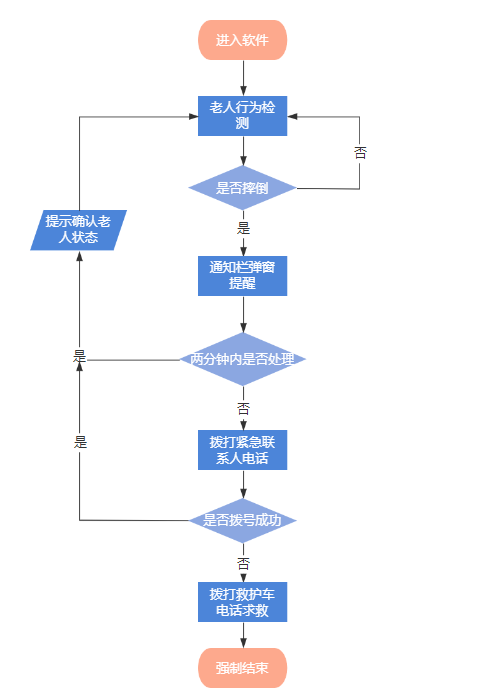 进入软件
老人行为检
测
否
是否摔倒
提示确认老
人状态
是
通知栏弹窗
提醒
是
两分钟内是否处理
否
是
拨打紧急联
系人电话
是否拨号成功
否
拨打救护车
电话求救
强制结束